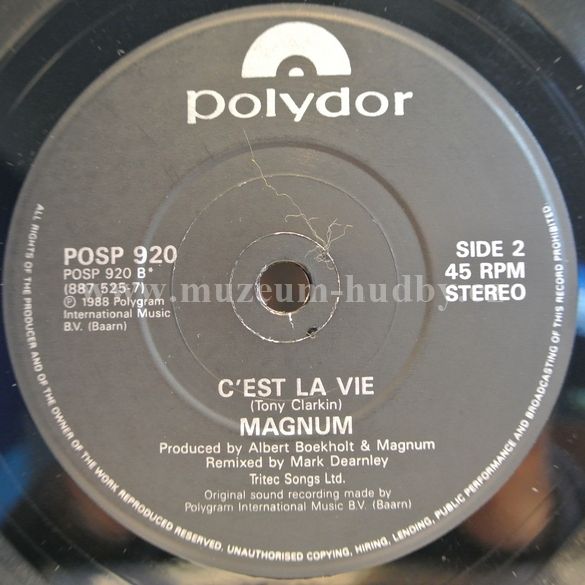 polydor
POSP 920
POSP 920 B*
(887 525-7)
℗ 1988 Polygram
International Music
B.V. (Baarn)
SIDE 2
45 RPM
STEREO
www.muzeum-hudby.cz
C'EST LA VIE
(Tony Clarkin)
MAGNUM
Produced by Albert Boekholt & Magnum
Remixed by Mark Dearnley
Tritec Songs Ltd.
Original sound recording made by
Polygram International Music B.V. (Baarn)
ALL RIGHTS OF THE PRODUCER AND OF THE OWNER OF THE WORK REPRODUCED RESERVED. UNAUTHORISED COPYING, HIRING, LENDING, PUBLIC PERFORMANCE AND BROADCASTING OF THIS RECORD PROHIBITED